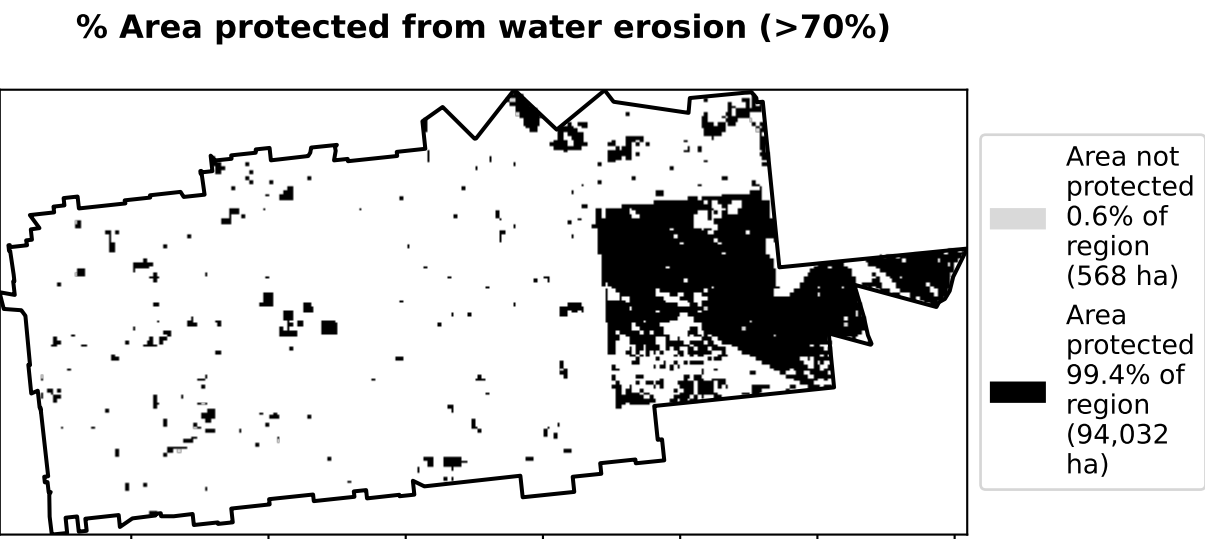 % Area protected from water erosion (>70%)
Area not
protected
0.6% of
region
(568 ha)
Area
protected
99.4% of
region
(94,032
ha)